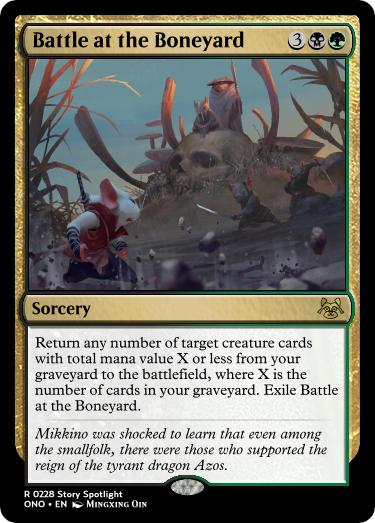 Battle at the Boneyard 3
Sorcery
Return any number of target creature cards
with total mana value X or less from your
graveyard to the battlefield, where X is the
number of cards in your graveyard. Exile Battle
at the Boneyard.
Mikkino was shocked to learn that even among
the smallfolk, there were those who supported the
reign of the tyrant dragon Azos.
R 0228 Story Spotlight
ONO • EN Mingxing Qin